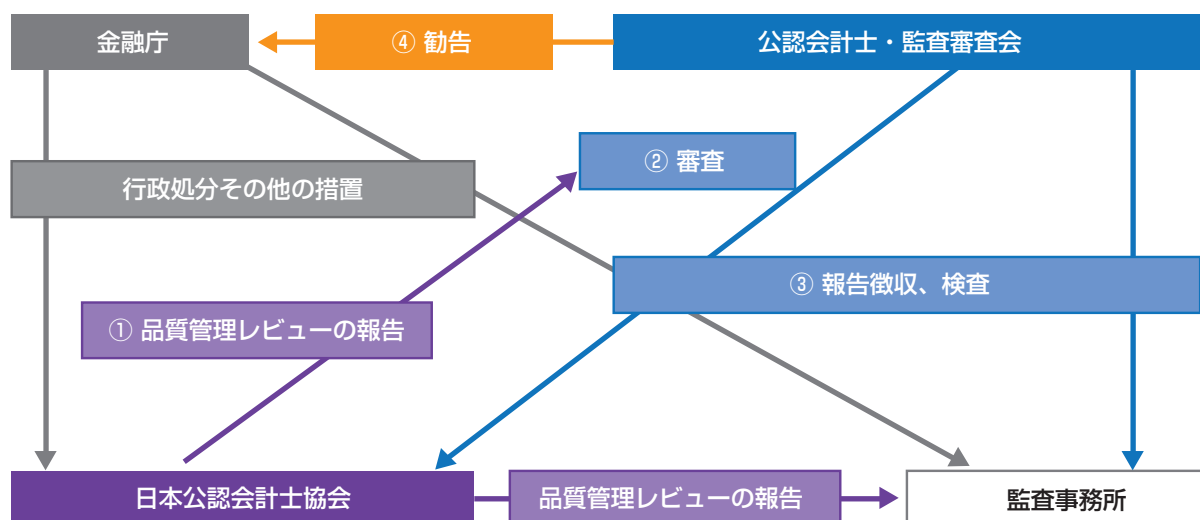 金融庁
④ 勧告
公認会計士・監査審査会
② 審査
行政処分その他の措置
③ 報告徴収、検査
① 品質管理レビューの報告
日本公認会計士協会
品質管理レビューの報告
監査事務所